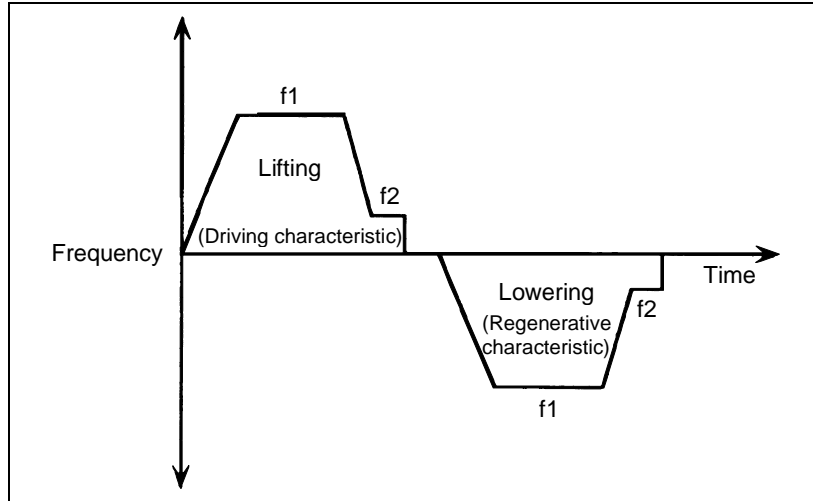 f1
Lifting
f2
(Driving characteristic)
Frequency
Time
Lowering
f2
(Regenerative
characteristic)
f1